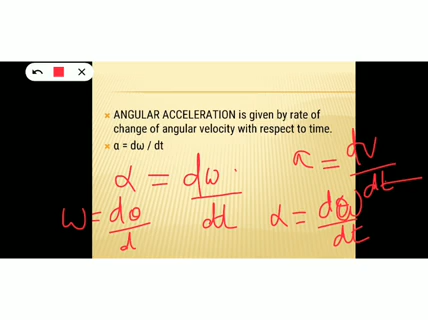 ANGULAR ACCELERATION is given by rate of
change of angular velocity with respect to time.
α = dω / dt
α = dω / dt
a = dv / dt
ω = dθ / d
α = dω / dt